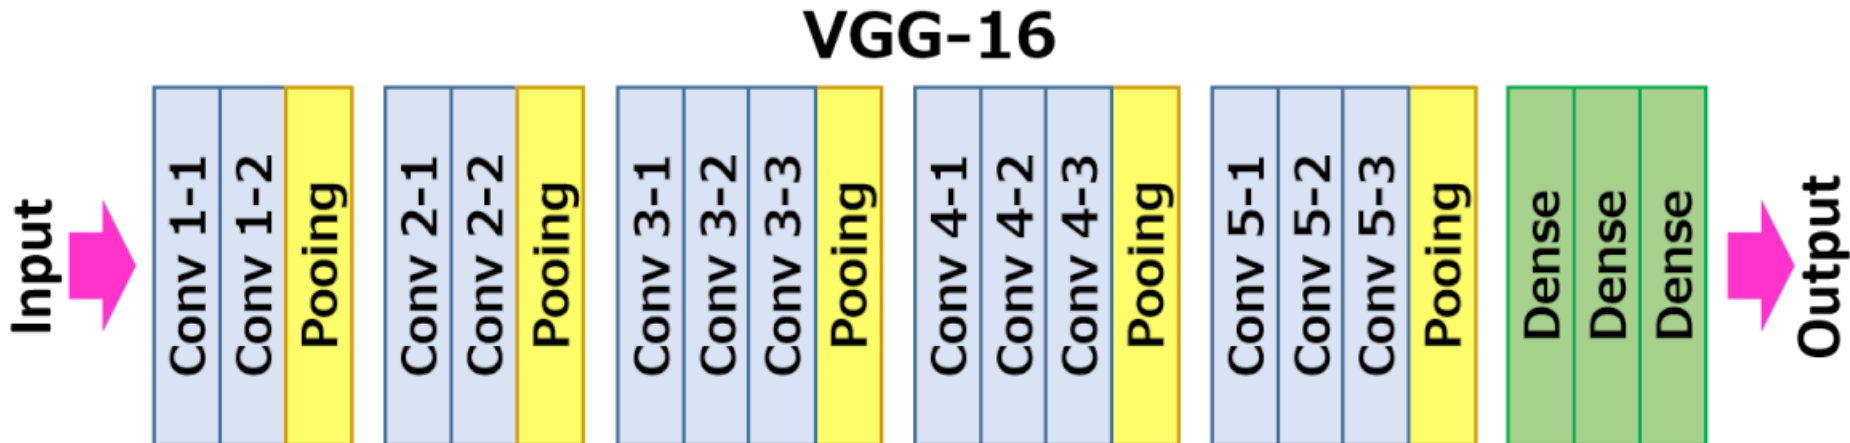 VGG-16
Input
Conv 1-1
Conv 1-2
Pooing
Conv 2-1
Conv 2-2
Pooing
Conv 3-1
Conv 3-2
Conv 3-3
Pooing
Conv 4-1
Conv 4-2
Conv 4-3
Pooing
Conv 5-1
Conv 5-2
Conv 5-3
Pooing
Dense
Dense
Dense
Output